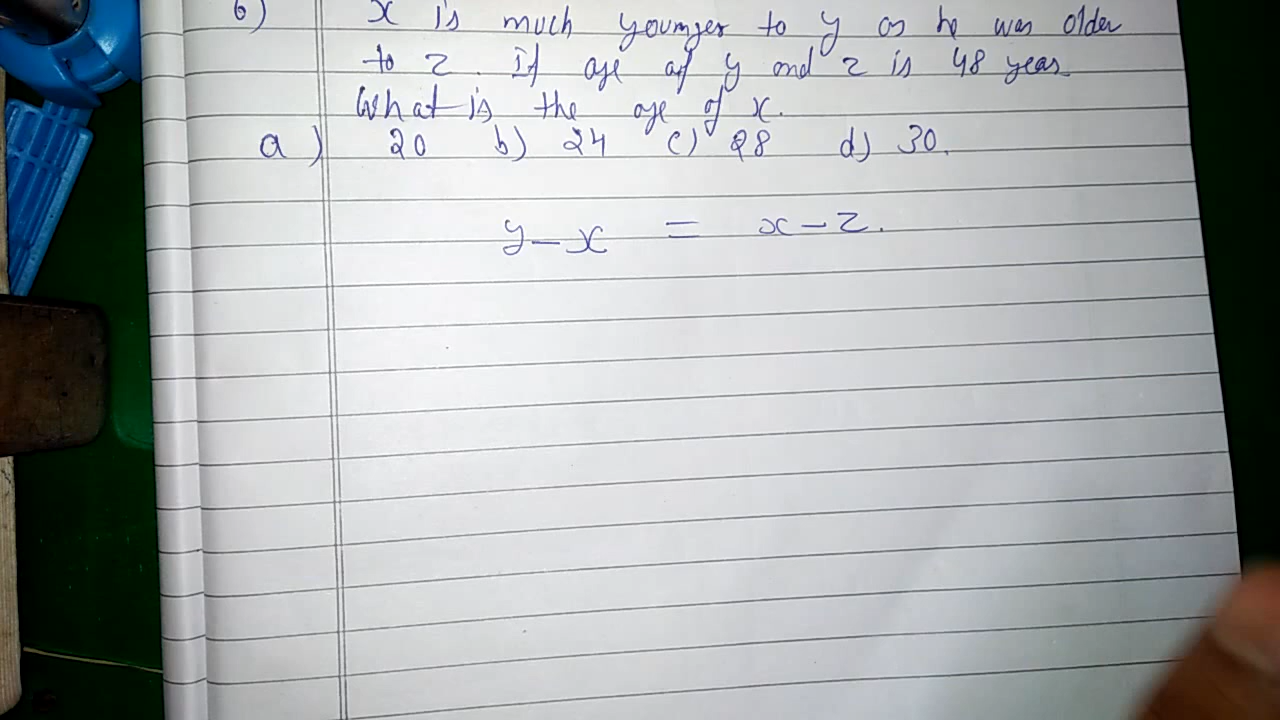 6) x is much younger to y as he was older
to z. if age of y and z is 48 year
What is the age of x.
a) 20 b) 24 c) 28 d) 30.
y-x = x-z.